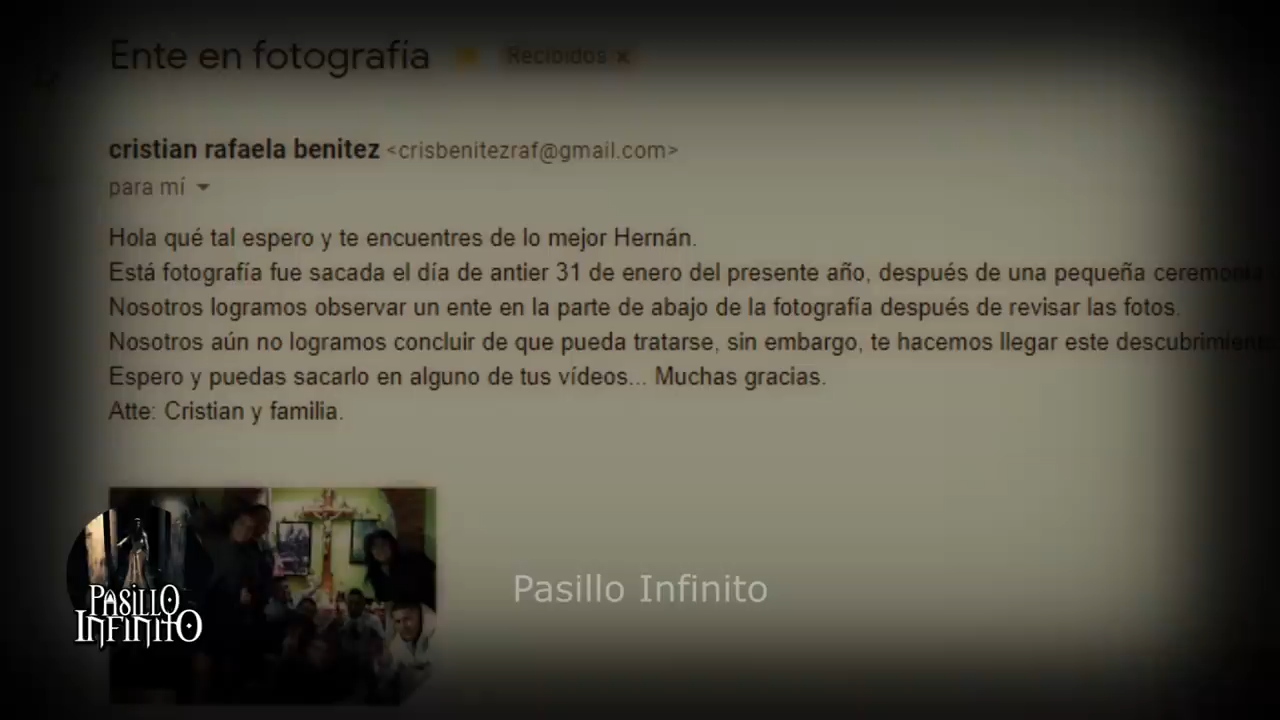 Ente en fotografía
Recibidos x
cristian rafaela benitez <crisbenitezraf@gmail.com>
para mí
Hola qué tal espero y te encuentres de lo mejor Hernán.
Está fotografía fue sacada el día de antier 31 de enero del presente año, después de una pequeña ceremonia
Nosotros logramos observar un ente en la parte de abajo de la fotografía después de revisar las fotos.
Nosotros aún no logramos concluir de que pueda tratarse, sin embargo, te hacemos llegar este descubrimient
Espero y puedas sacarlo en alguno de tus vídeos... Muchas gracias.
Atte: Cristian y familia.
PASILLO
INFINITO
Pasillo Infinito